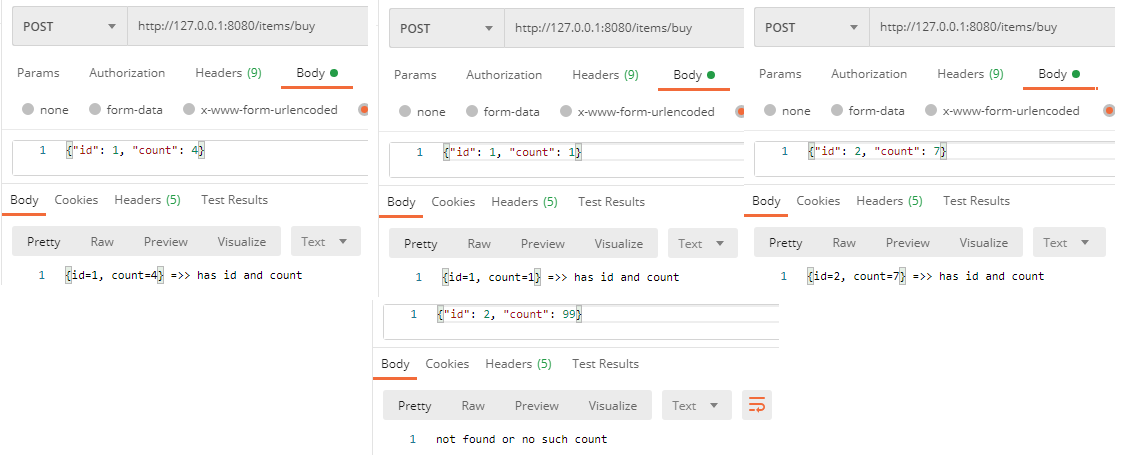 POST http://127.0.0.1:8080/items/buy
Params Authorization Headers (9) Body
none form-data x-www-form-urlencoded
1 {"id": 1, "count": 4}
Body Cookies Headers (5) Test Results
Pretty Raw Preview Visualize Text
1 {id=1, count=4} =>> has id and count
POST http://127.0.0.1:8080/items/buy
Params Authorization Headers (9) Body
none form-data x-www-form-urlencoded
1 {"id": 1, "count": 1}
Body Cookies Headers (5) Test Results
Pretty Raw Preview Visualize Text
1 {id=1, count=1} =>> has id and count
POST http://127.0.0.1:8080/items/buy
Params Authorization Headers (9) Body
none form-data x-www-form-urlencoded
1 {"id": 2, "count": 7}
Body Cookies Headers (5) Test Results
Pretty Raw Preview Visualize Text
1 {id=2, count=7} =>> has id and count
1 {"id": 2, "count": 99}
Body Cookies Headers (5) Test Results
Pretty Raw Preview Visualize Text
1 not found or no such count